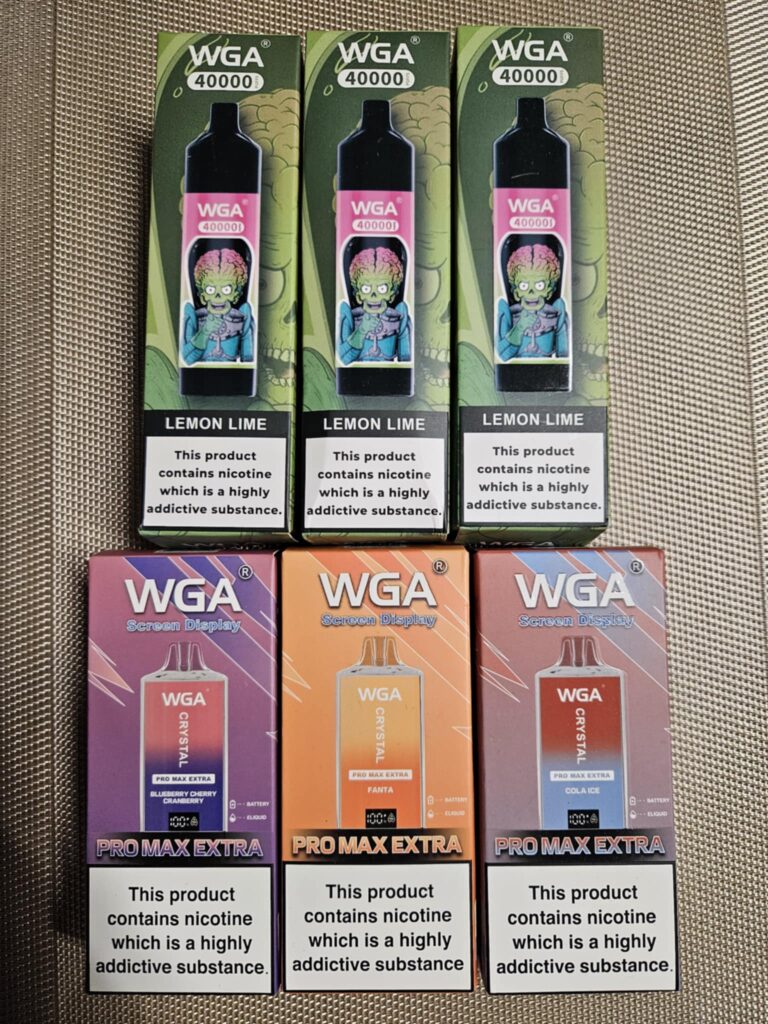 WGA®
40000
WGA
40000
LEMON LIME
This product
contains nicotine
which is a highly
addictive substance.
WGA®
40000
WGA
40000
LEMON LIME
This product
contains nicotine
which is a highly
addictive substance.
WGA®
40000
WGA
40000
LEMON LIME
This product
contains nicotine
which is a highly
addictive substance.
WGA®
Screen Display
WGA
CRYSTAL
PRO MAX EXTRA
BLUEBERRY CHERRY
CRANBERRY
BATTERY
ELIQUID
100%
PRO MAX EXTRA
This product
contains nicotine
which is a highly
addictive substance.
WGA®
Screen Display
WGA
CRYSTAL
PRO MAX EXTRA
FANTA
BATTERY
ELIQUID
100%
PRO MAX EXTRA
This product
contains nicotine
which is a highly
addictive substance.
WGA®
Screen Display
WGA
CRYSTAL
PRO MAX EXTRA
COLA ICE
BATTERY
ELIQUID
100%
PRO MAX EXTRA
This product
contains nicotine
which is a highly
addictive substance.